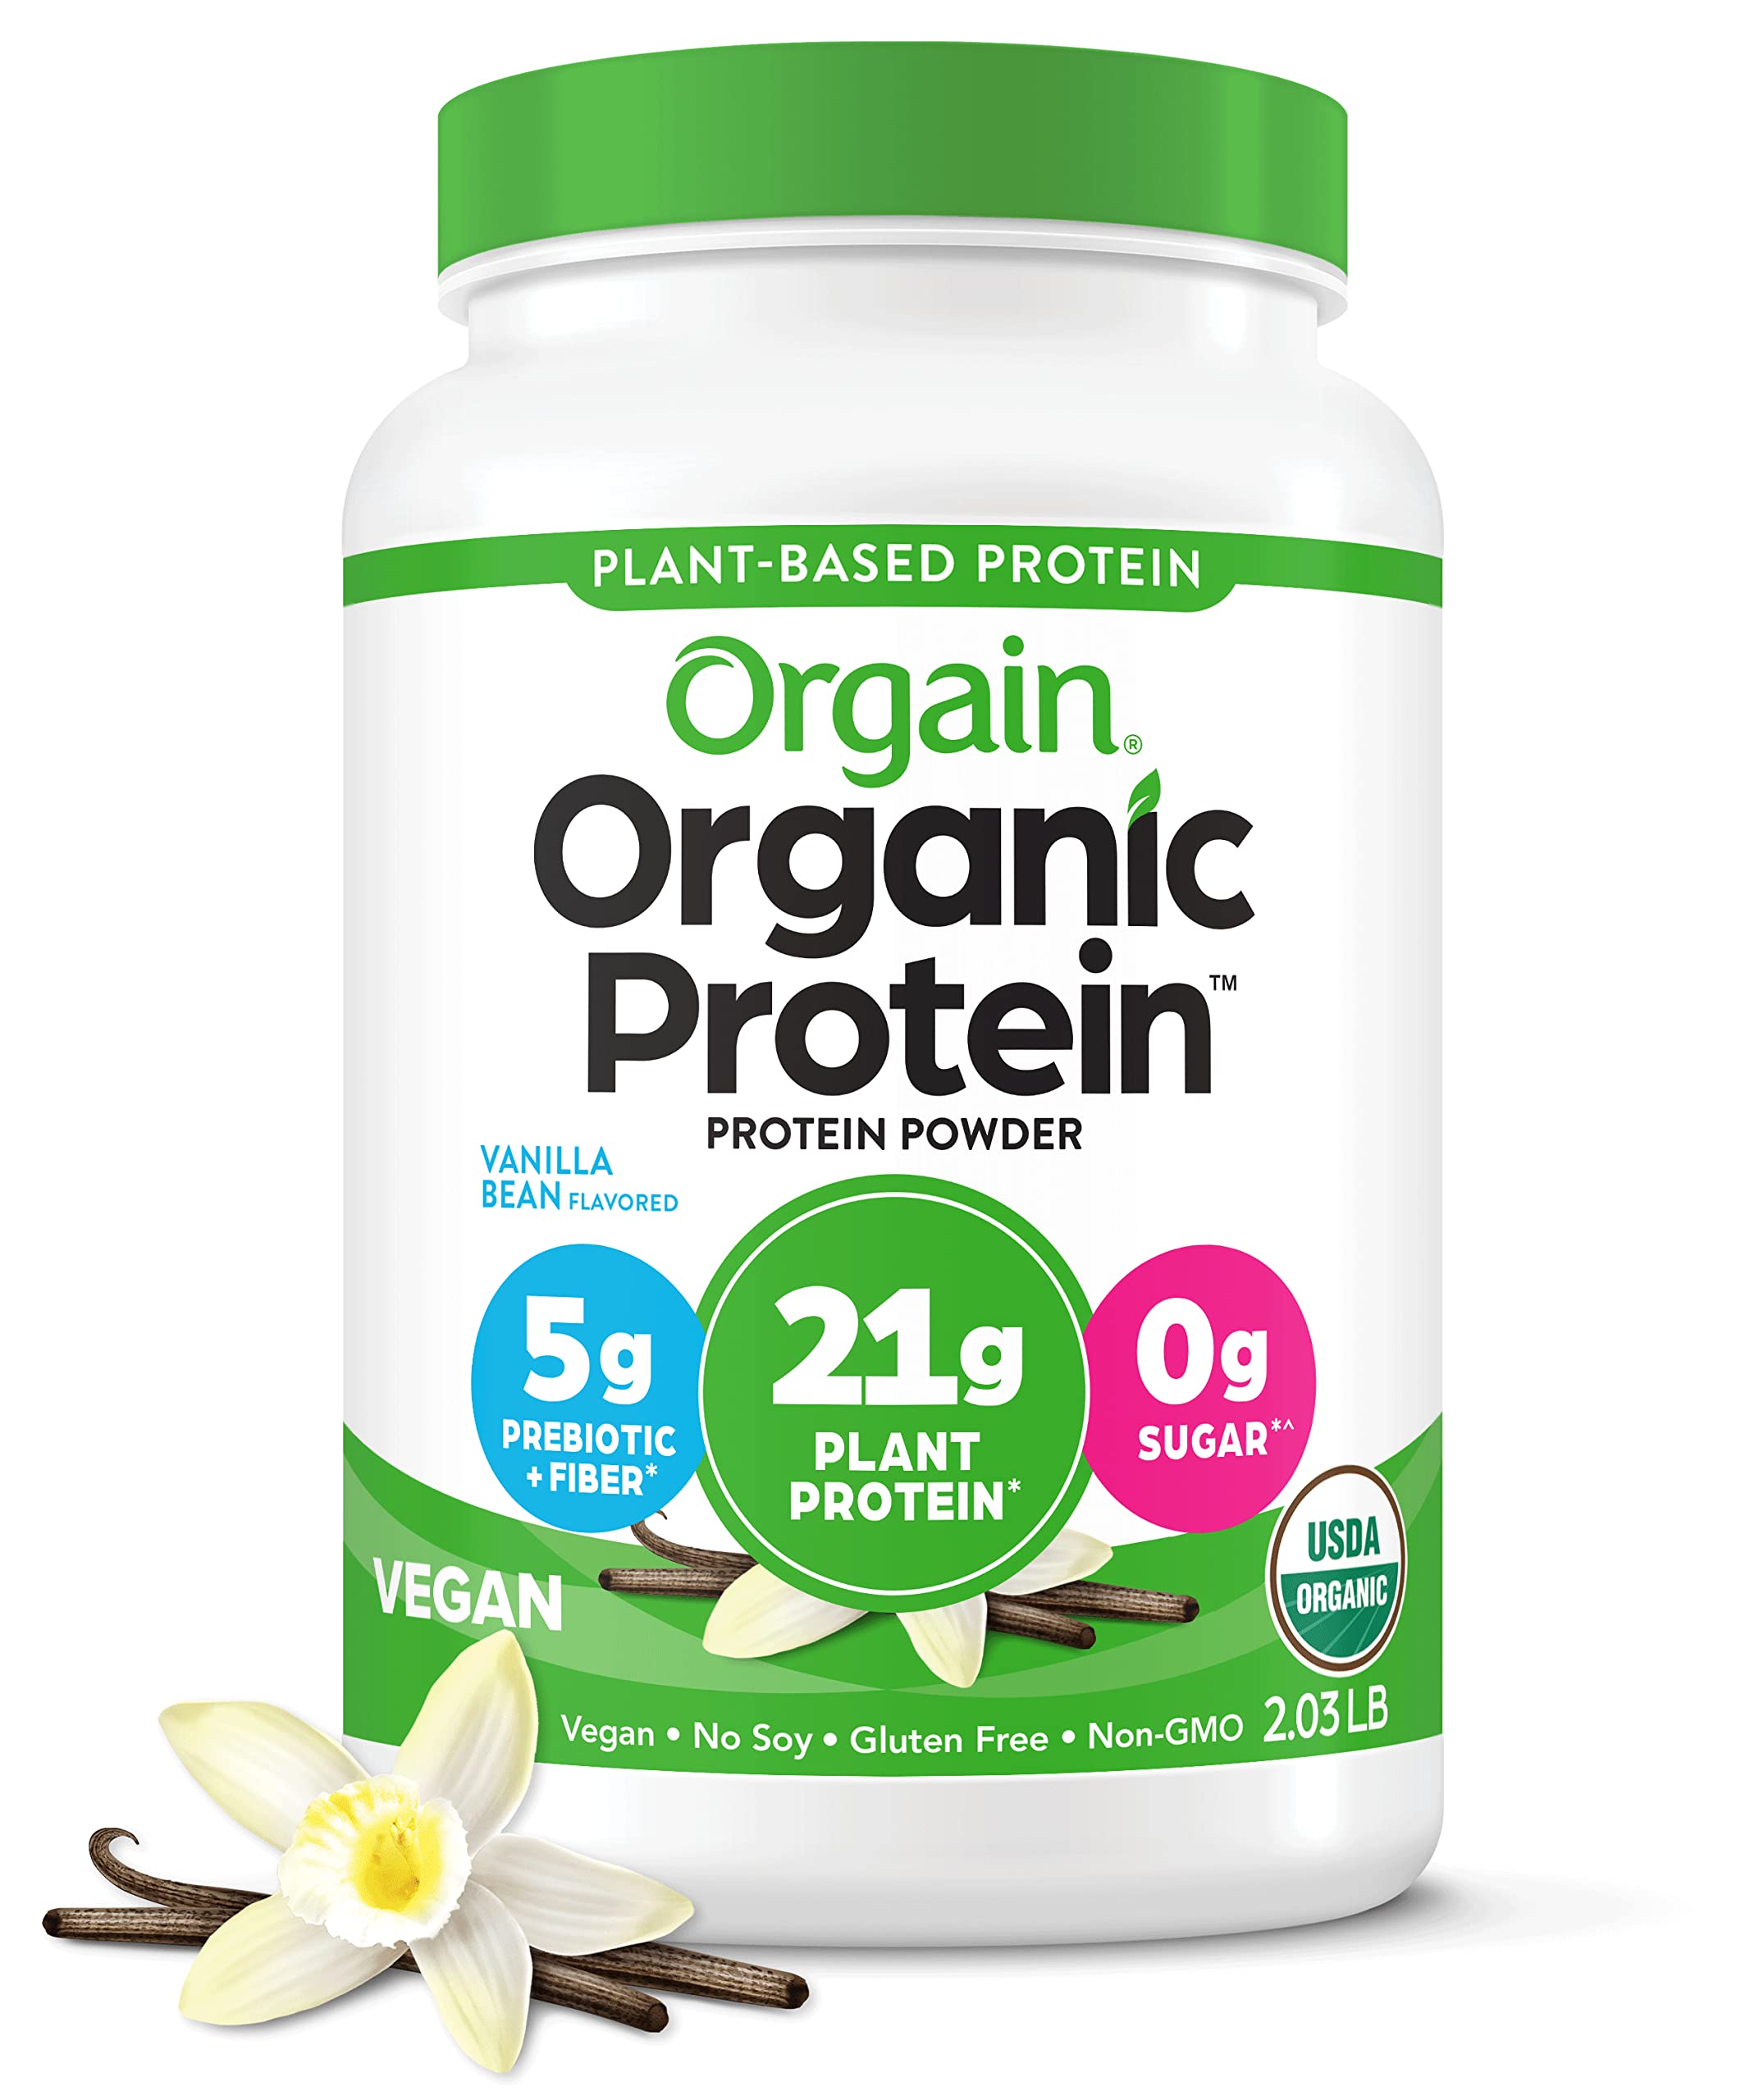 PLANT-BASED PROTEIN
Orgain®
Organic
Protein™
PROTEIN POWDER
VANILLA
BEAN FLAVORED
5g
PREBIOTIC
+ FIBER*
21g
PLANT
PROTEIN*
0g
SUGAR*^
VEGAN
USDA
ORGANIC
Vegan • No Soy • Gluten Free • Non-GMO 2.03 LB